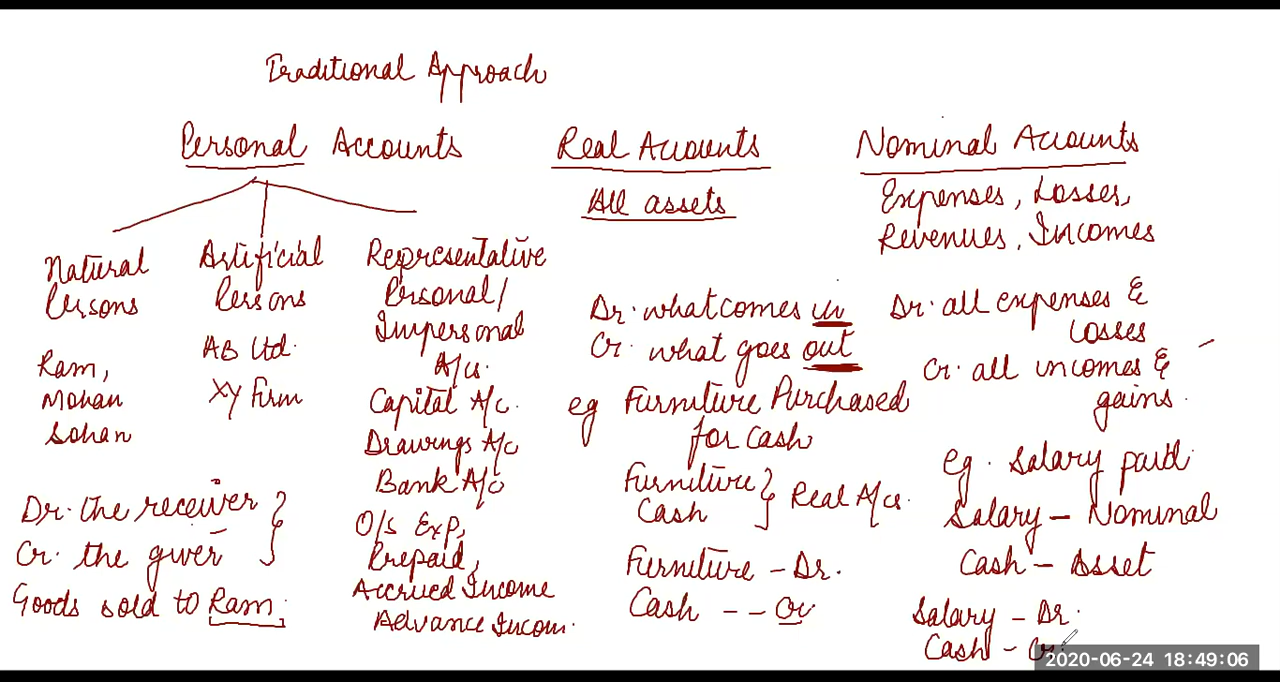 Traditional Approach
Personal Accounts
Natural
Persons
Ram,
Mohan
Sohan
Artificial
Persons
AB Ltd.
XY Firm
Representative
Personal/
Impersonal
A/cs.
Capital A/c.
Drawings A/c
Bank A/c
O/s Exp,
Prepaid,
Accrued Income
Advance Incom.
Dr. the receiver
Cr. the giver
Goods sold to Ram.
Real Accounts
All assets
Dr. what comes in
Cr. what goes out
eg Furniture Purchased
for cash
Furniture } Real A/cs.
Cash
Furniture - Dr.
Cash - - Cr
Nominal Accounts
Expenses, Losses,
Revenues, Incomes
Dr. all expenses &
losses
Cr. all incomes &
gains.
eg. Salary paid.
Salary - Nominal
Cash - Asset
Salary - Dr.
Cash - Cr
2020-06-24 18:49:06